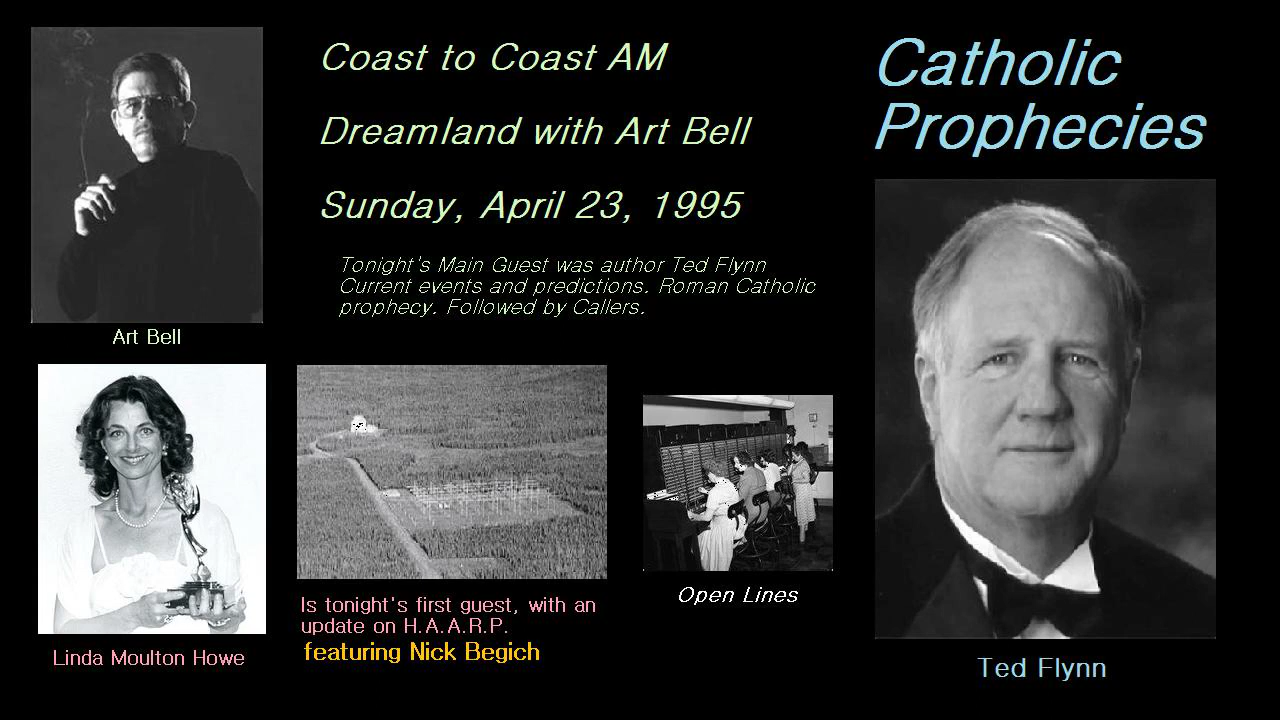 Coast to Coast AM
Dreamland with Art Bell
Sunday, April 23, 1995
Tonight's Main Guest was author Ted Flynn
Current events and predictions. Roman Catholic
prophecy. Followed by Callers.
Catholic
Prophecies
Art Bell
Linda Moulton Howe
Is tonight's first guest, with an
update on H.A.A.R.P.
featuring Nick Begich
Open Lines
Ted Flynn